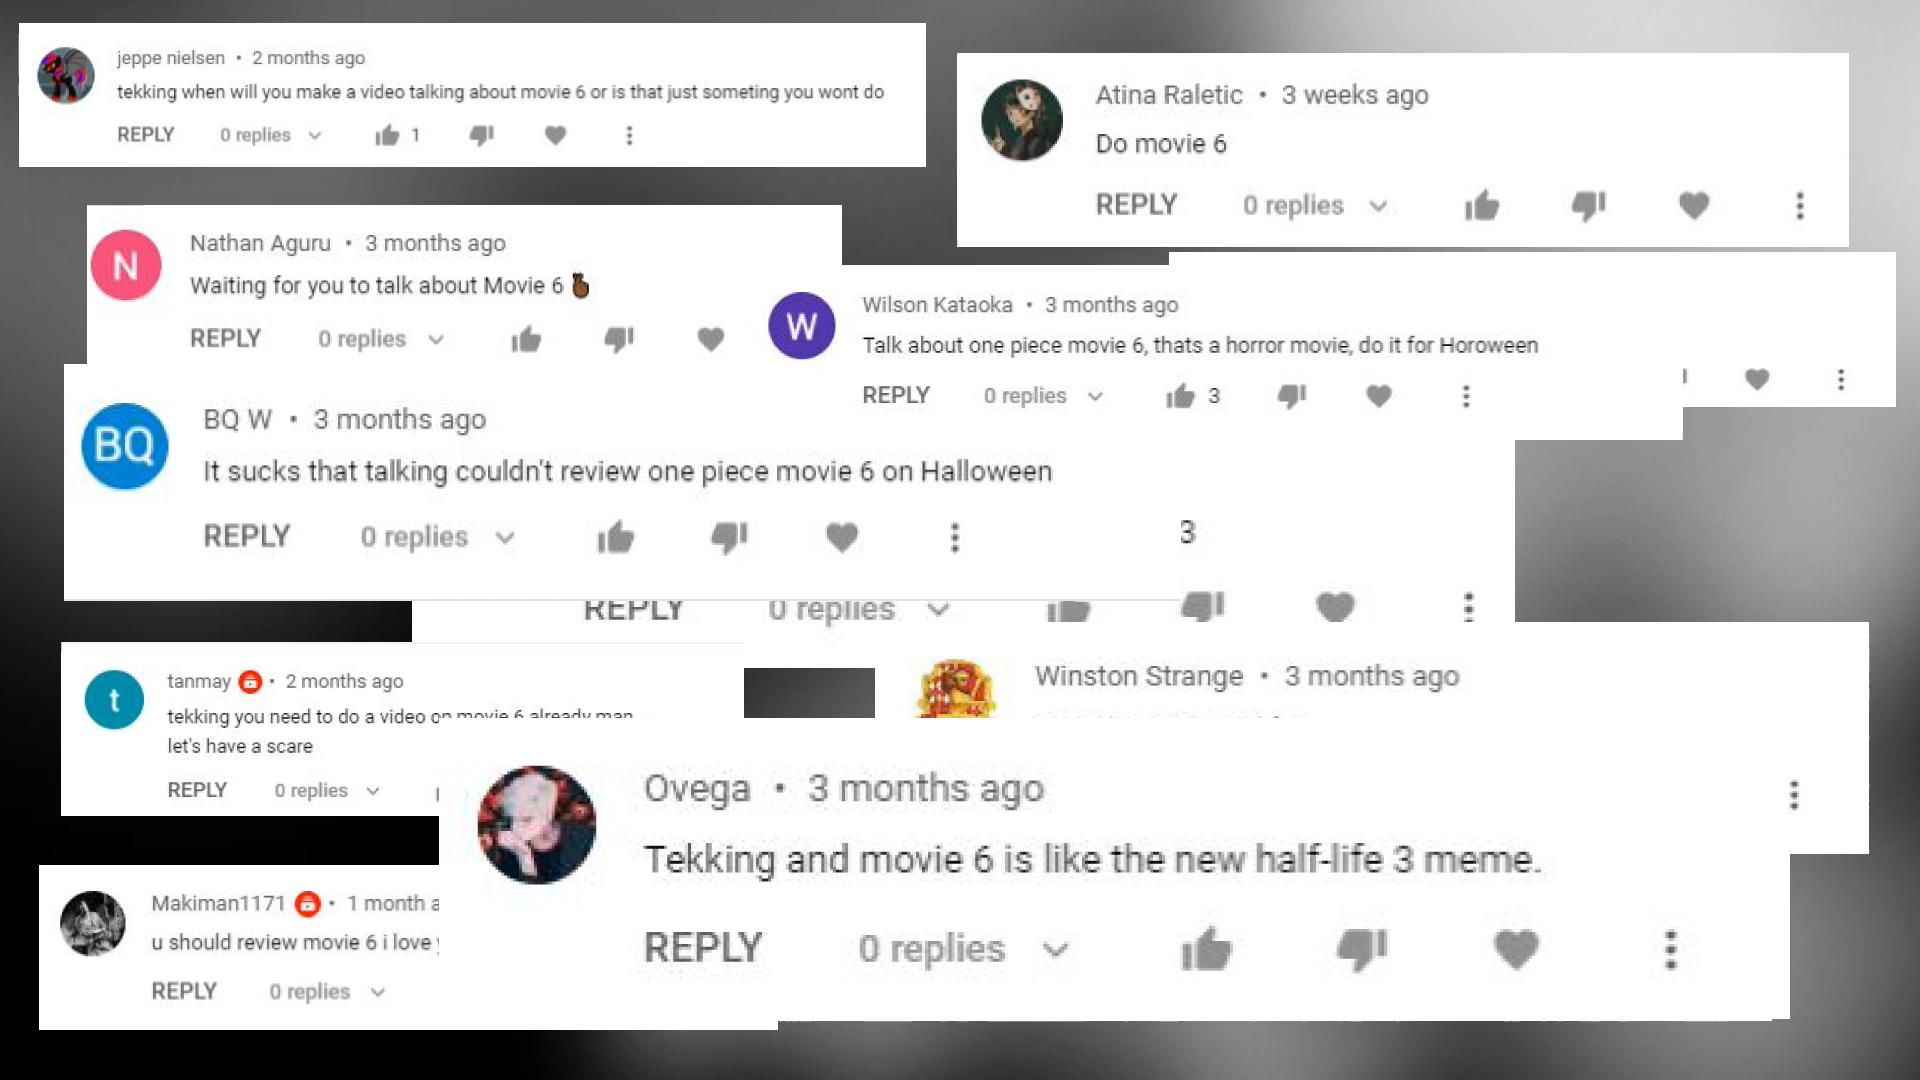 jeppe nielsen • 2 months ago
tekking when will you make a video talking about movie 6 or is that just someting you wont do
REPLY 0 replies 1
Atina Raletic • 3 weeks ago
Do movie 6
REPLY 0 replies
Nathan Aguru • 3 months ago
Waiting for you to talk about Movie 6
REPLY 0 replies
Wilson Kataoka • 3 months ago
Talk about one piece movie 6, thats a horror movie, do it for Horoween
REPLY 0 replies 3
BQ
BQ W • 3 months ago
It sucks that talking couldn't review one piece movie 6 on Halloween
REPLY 0 replies
3
REPLY 0 replies
t
tanmay • 2 months ago
tekking you need to do a video on movie 6 already man
let's have a scare
REPLY 0 replies
Winston Strange • 3 months ago
Ovega • 3 months ago
Tekking and movie 6 is like the new half-life 3 meme.
REPLY 0 replies
Makiman1171 • 1 month a
u should review movie 6 i love
REPLY 0 replies
N
W